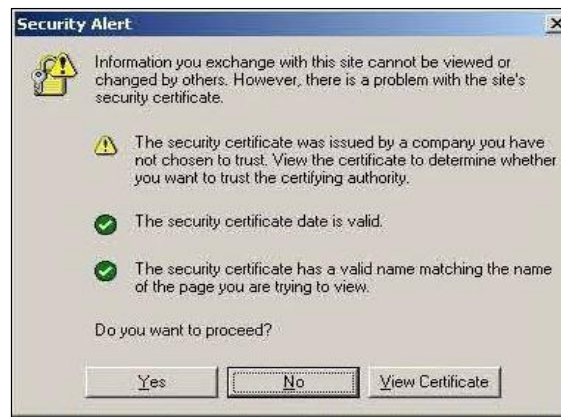 Security Alert
Information you exchange with this site cannot be viewed or
changed by others. However, there is a problem with the site's
security certificate.
The security certificate was issued by a company you have
not chosen to trust. View the certificate to determine whether
you want to trust the certifying authority.
The security certificate date is valid.
The security certificate has a valid name matching the name
of the page you are trying to view.
Do you want to proceed?
Yes No View Certificate